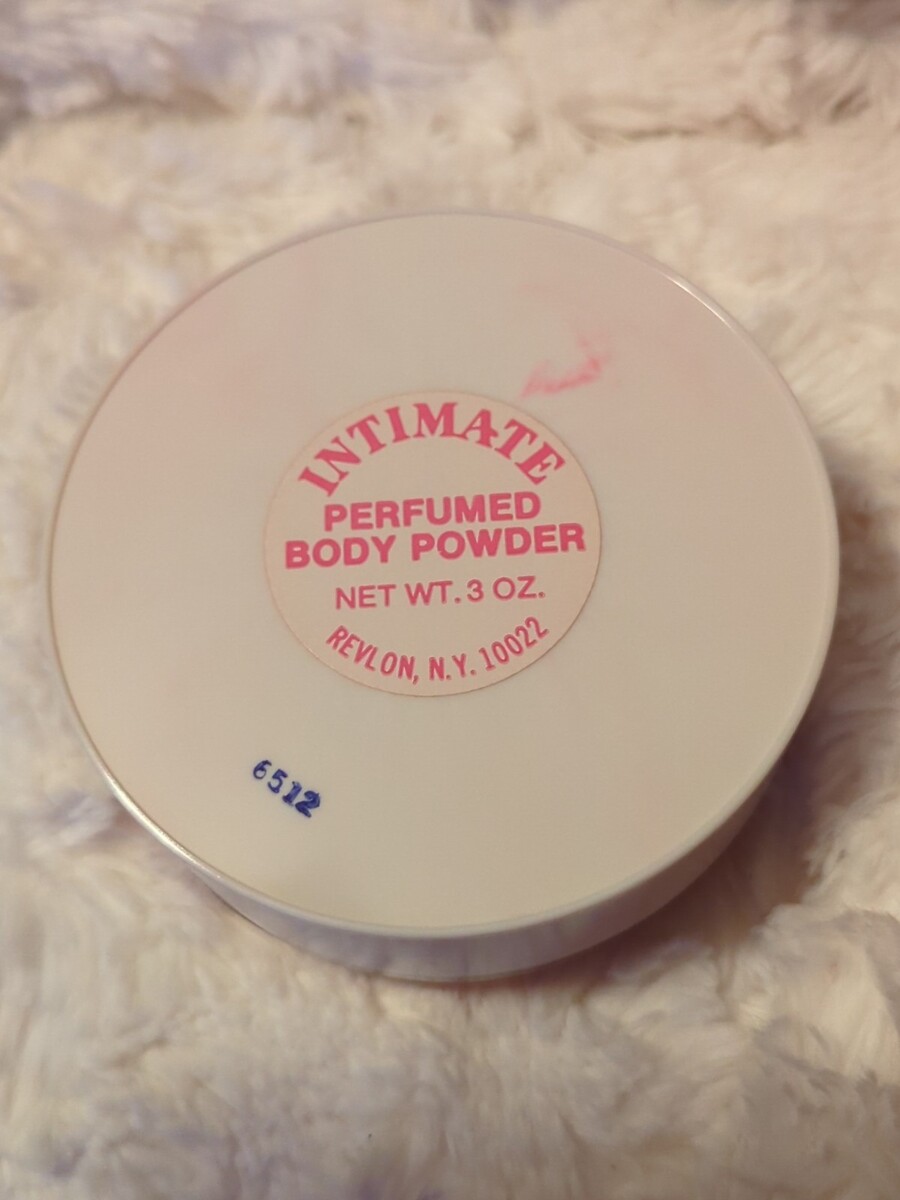 INTIMATE
PERFUMED
BODY POWDER
NET WT. 3 OZ.
REVLON, N.Y. 10022
6512